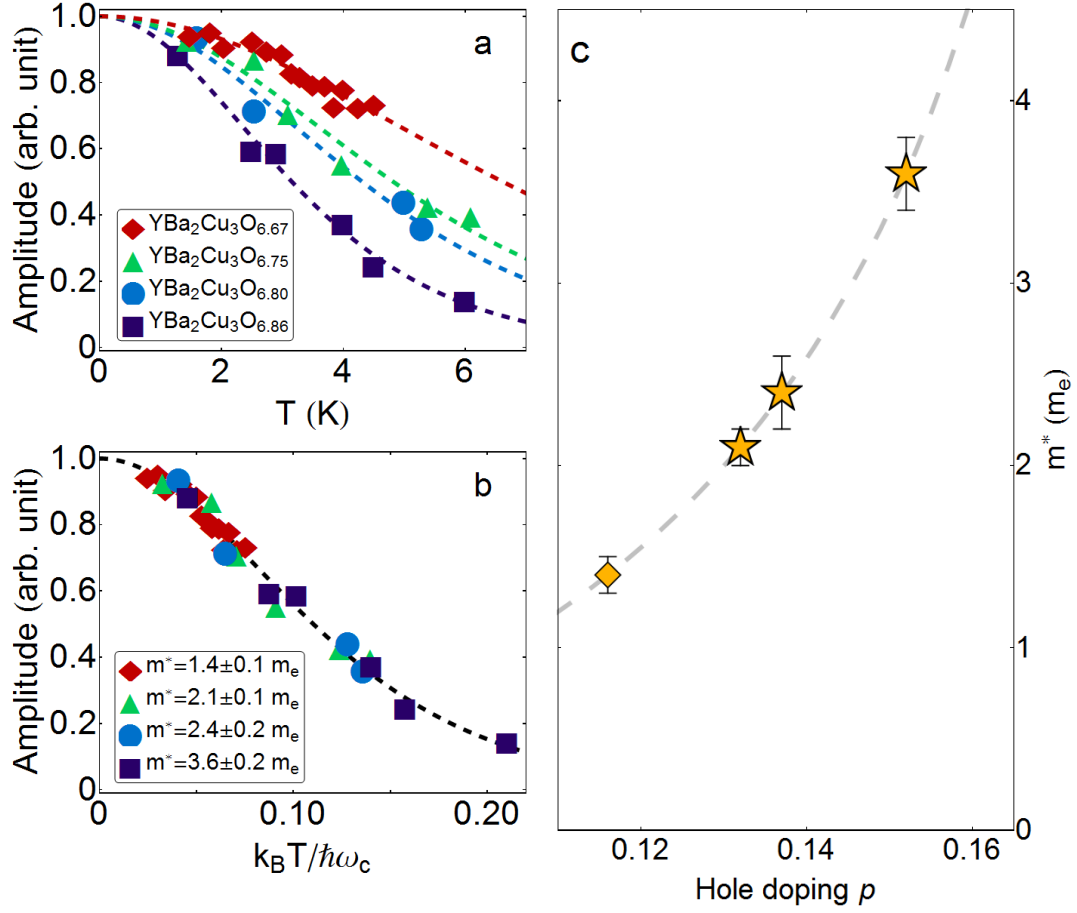 a
Amplitude (arb. unit)
1.0
0.8
0.6
0.4
0.2
0
YBa₂Cu₃O₆.₆₇
YBa₂Cu₃O₆.₇₅
YBa₂Cu₃O₆.₈₀
YBa₂Cu₃O₆.₈₆
0 2 4 6
T (K)
b
Amplitude (arb. unit)
1.0
0.8
0.6
0.4
0.2
0
m*=1.4±0.1 mₑ
m*=2.1±0.1 mₑ
m*=2.4±0.2 mₑ
m*=3.6±0.2 mₑ
0 0.10 0.20
k_BT/ℏω_c
c
4
3
2
1
0
m* (mₑ)
0.12 0.14 0.16
Hole doping p